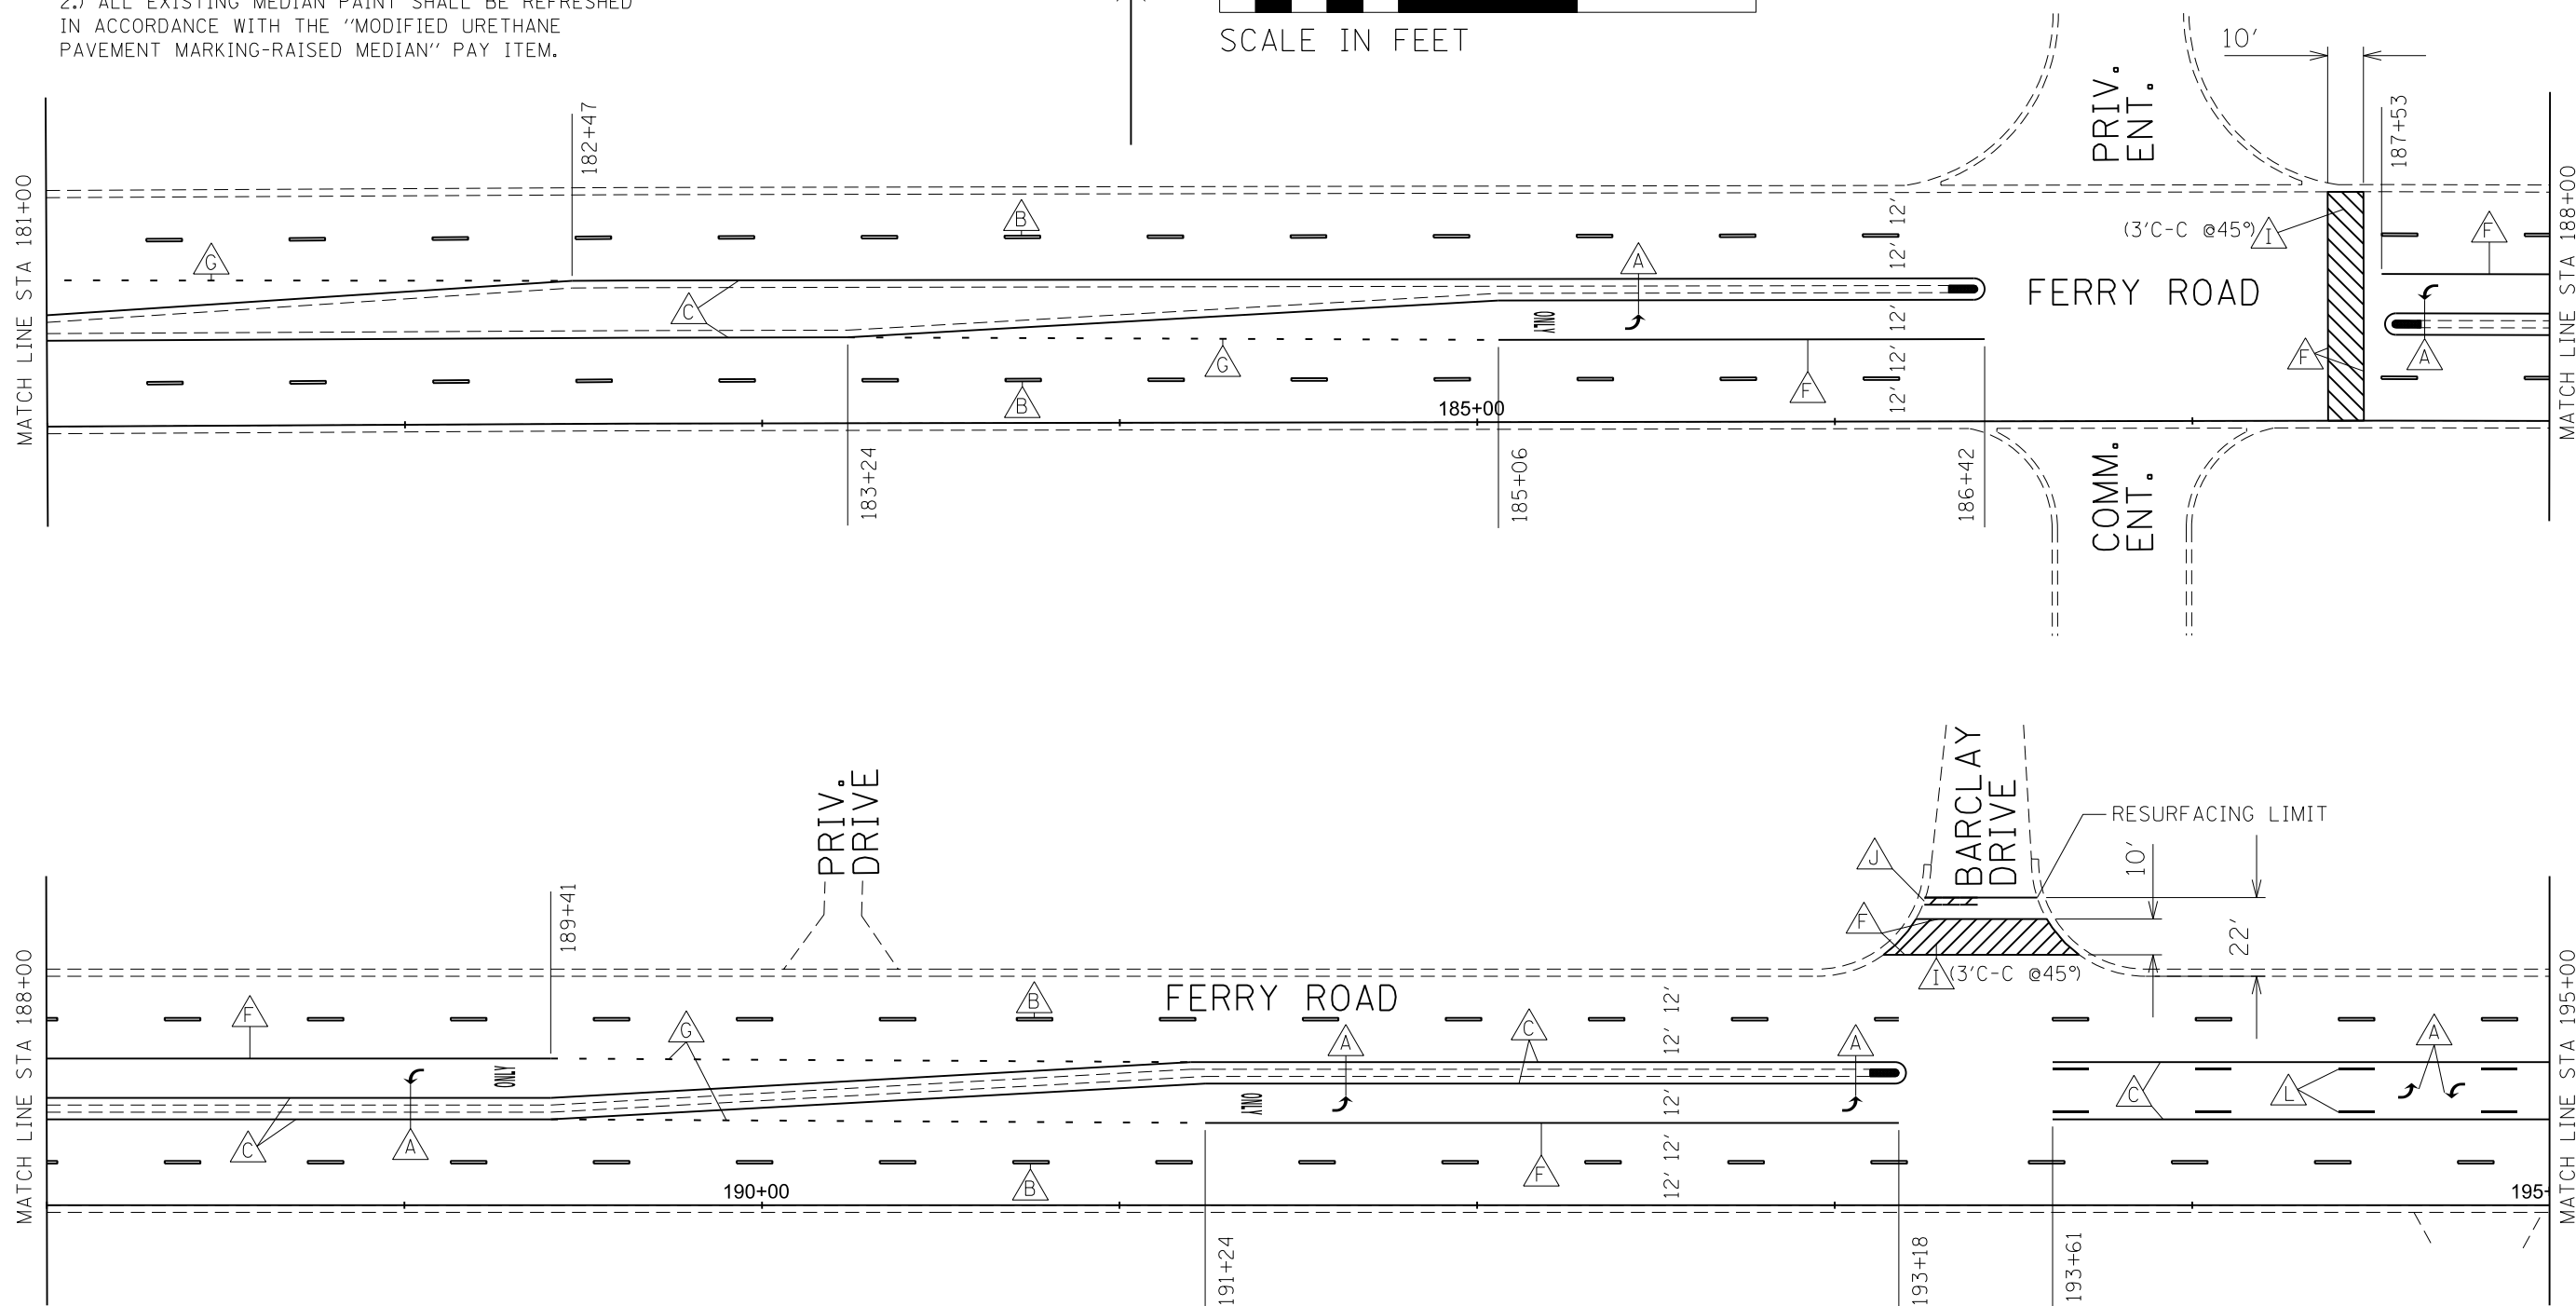 2.) ALL EXISTING MEDIAN PAINT SHALL BE REFRESHED
IN ACCORDANCE WITH THE "MODIFIED URETHANE
PAVEMENT MARKING-RAISED MEDIAN" PAY ITEM.
SCALE IN FEET
PRIV.
ENT.
10'
MATCH LINE STA 181+00
182+47
187+53
MATCH LINE STA 188+00
B
12'
12'
(3'C-C @45°)
I
F
G
A
C
FERRY ROAD
ONLY
12'
12'
12'
G
F
A
F
B
185+00
183+24
185+06
186+42
COMM.
ENT.
PRIV.
DRIVE
BARCLAY
DRIVE
RESURFACING LIMIT
J
10'
F
22'
I
(3'C-C @45°)
MATCH LINE STA 188+00
189+41
MATCH LINE STA 195+00
F
B
FERRY ROAD
12'
12'
G
A
C
A
A
ONLY
ONLY
12'
C
L
C
A
12'
12'
B
F
190+00
195+
191+24
193+18
193+61